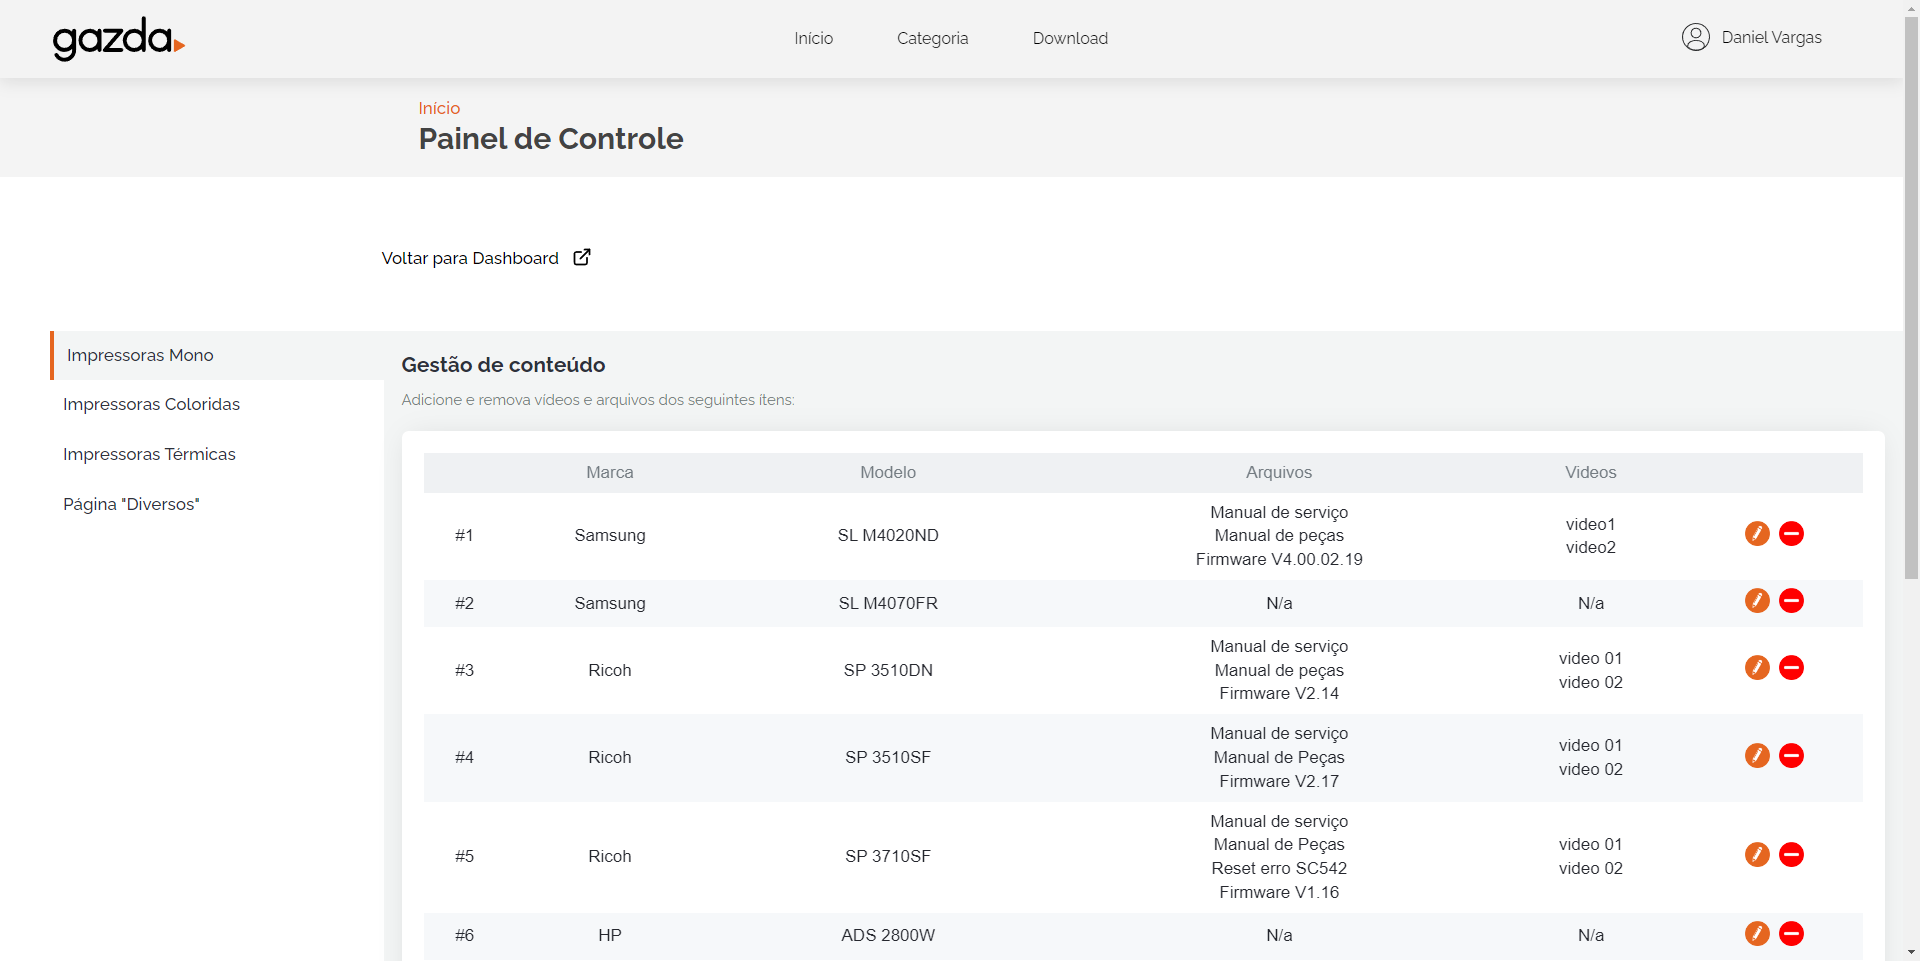 gazda
Início
Categoria
Download
Daniel Vargas
Início
Painel de Controle
Voltar para Dashboard
Impressoras Mono
Impressoras Coloridas
Impressoras Térmicas
Página "Diversos"
Gestão de conteúdo
Adicione e remova vídeos e arquivos dos seguintes ítens:
Marca Modelo Arquivos Videos
#1 Samsung SL M4020ND
Manual de serviço
Manual de peças
Firmware V4.00.02.19
video1
video2
#2 Samsung SL M4070FR N/a N/a
#3 Ricoh SP 3510DN
Manual de serviço
Manual de peças
Firmware V2.14
video 01
video 02
#4 Ricoh SP 3510SF
Manual de serviço
Manual de Peças
Firmware V2.17
video 01
video 02
#5 Ricoh SP 3710SF
Manual de serviço
Manual de Peças
Reset erro SC542
Firmware V1.16
video 01
video 02
#6 HP ADS 2800W N/a N/a